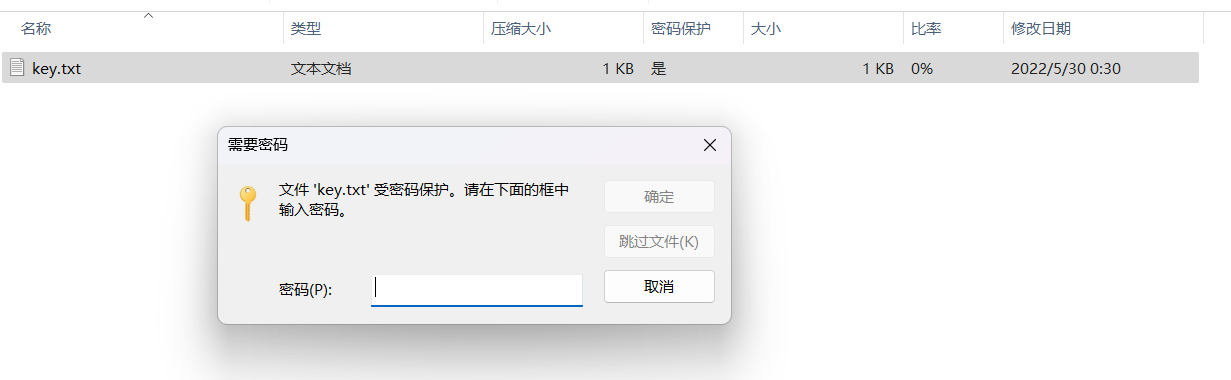 名称 类型 压缩大小 密码保护 大小 比率 修改日期
key.txt 文本文档 1 KB 是 1 KB 0% 2022/5/30 0:30
需要密码
文件 'key.txt' 受密码保护。请在下面的框中
输入密码。
确定
跳过文件(K)
密码(P):
取消